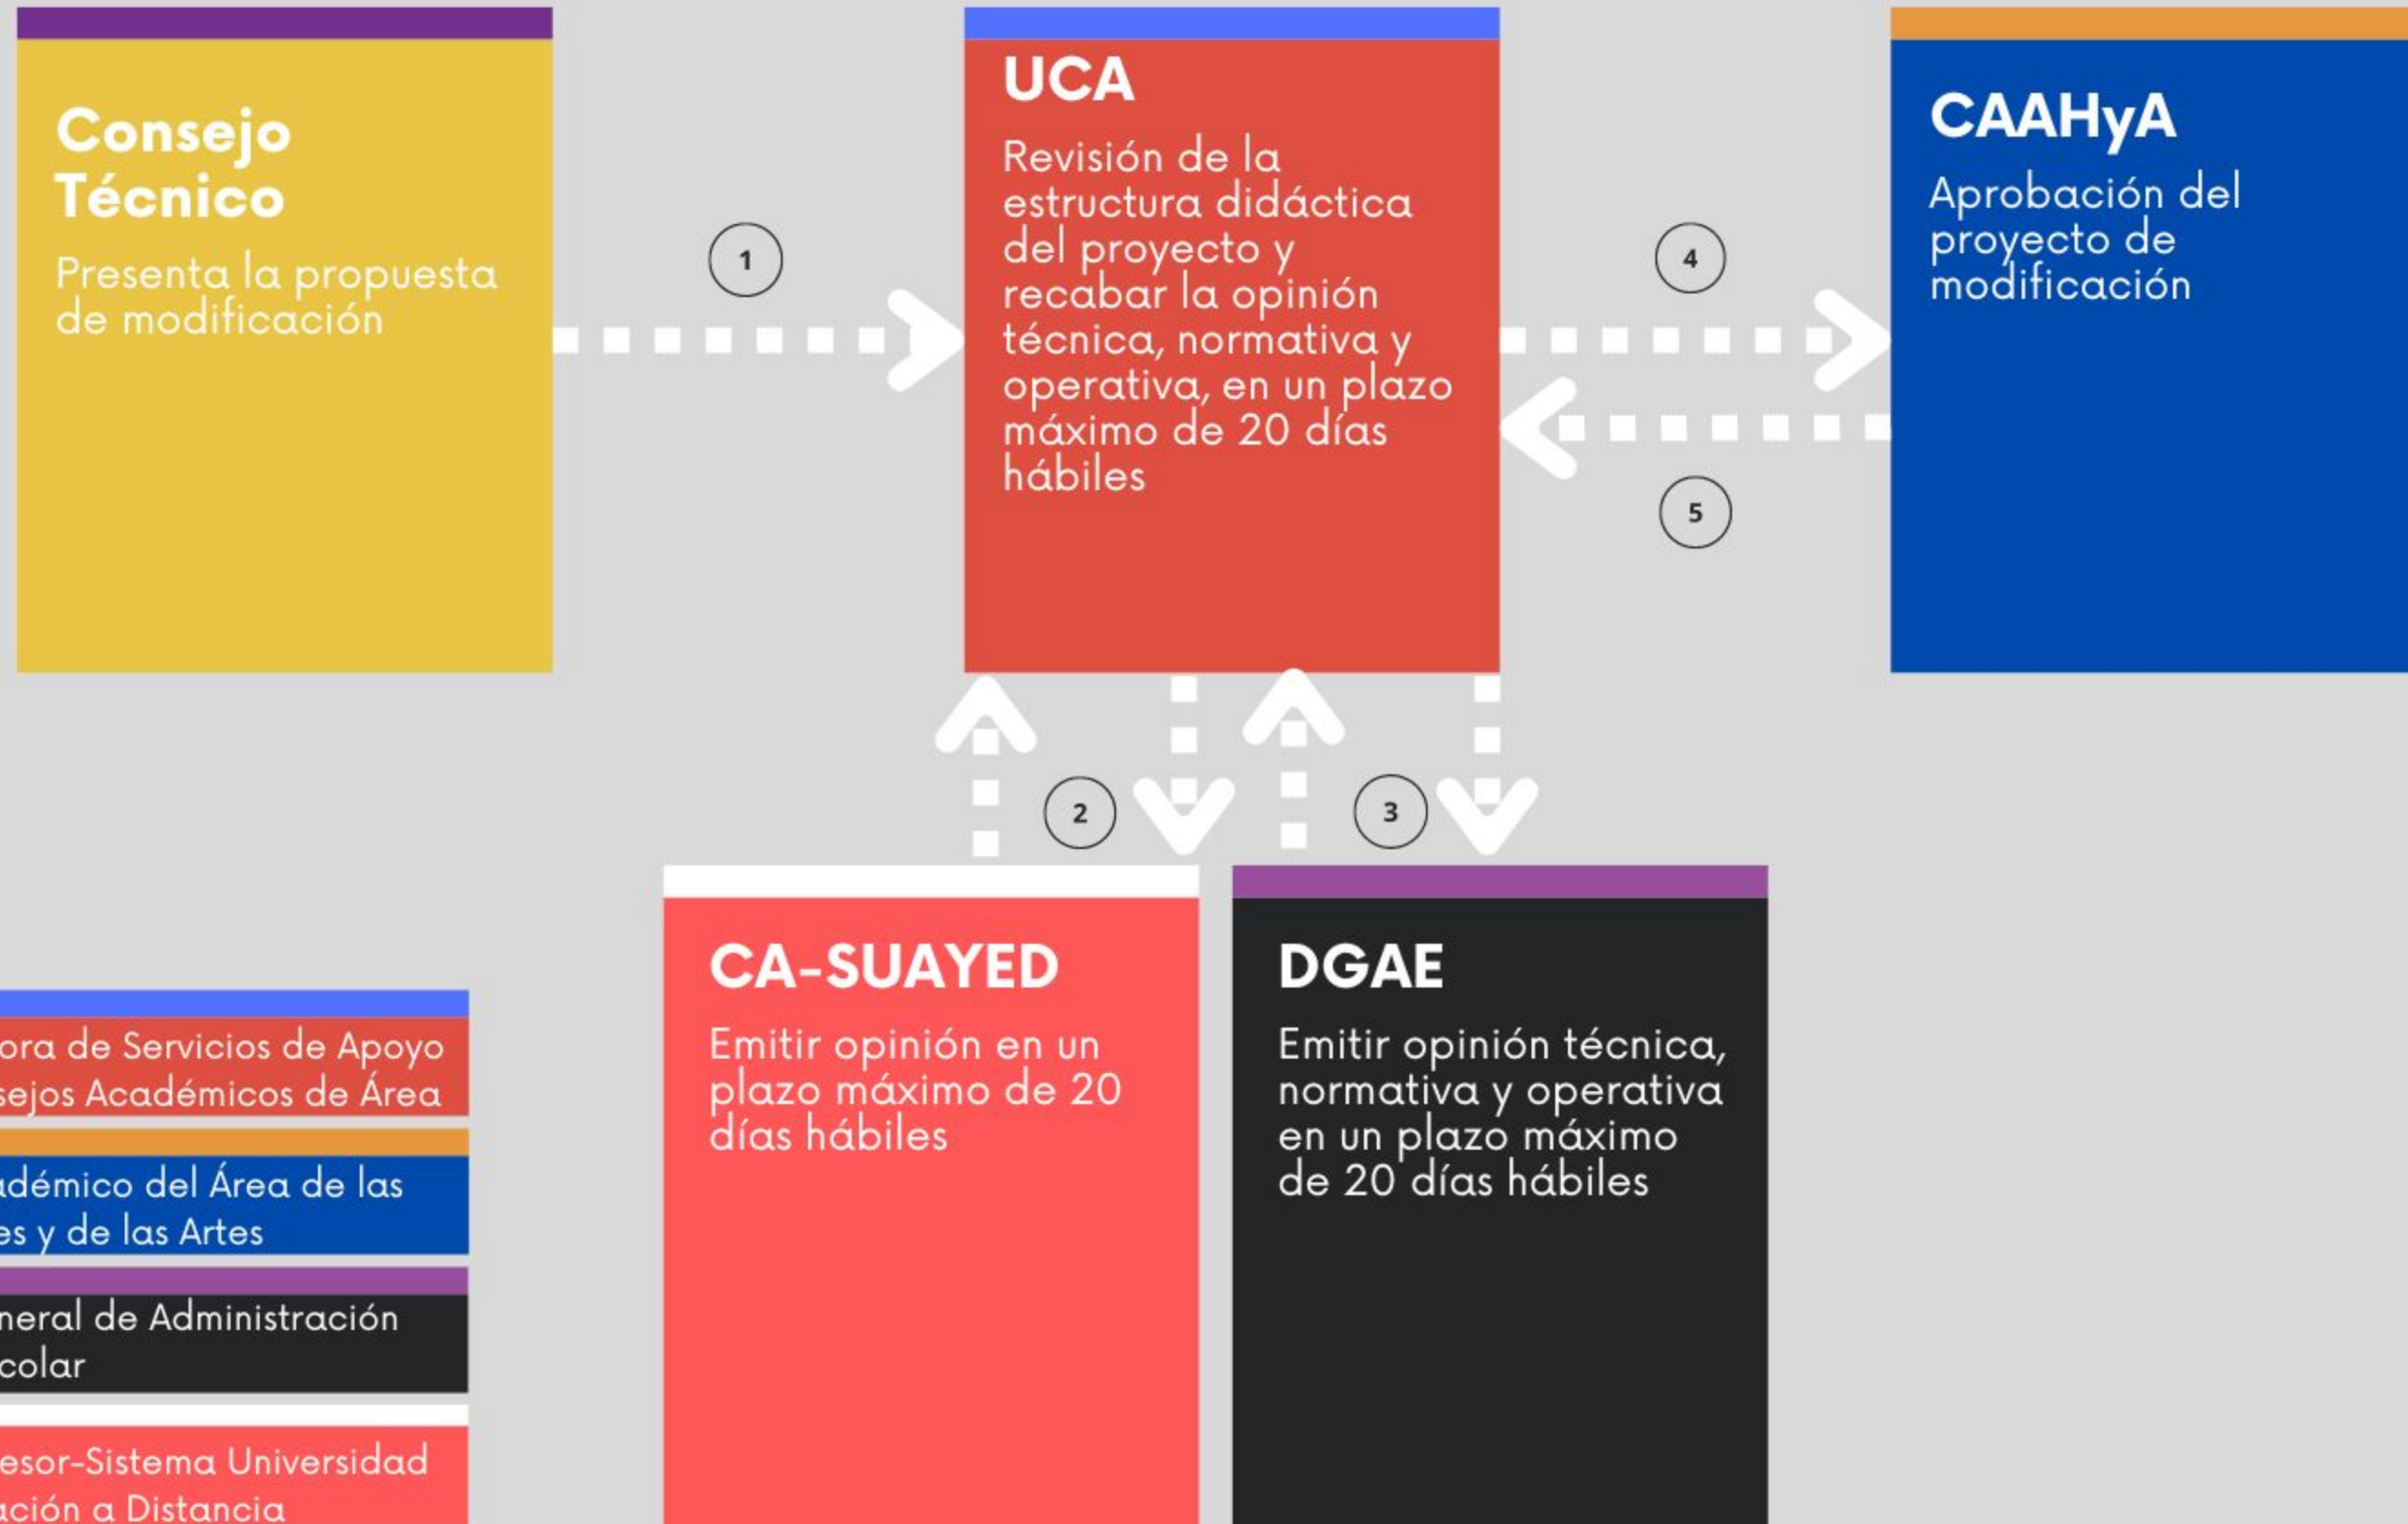 Consejo
Técnico
Presenta la propuesta
de modificación
1
UCA
Revisión de la
estructura didáctica
del proyecto y
recabar la opinión
técnica, normativa y
operativa, en un plazo
máximo de 20 días
hábiles
4
5
CAAHyA
Aprobación del
proyecto de
modificación
2
3
CA-SUAYED
Emitir opinión en un
plazo máximo de 20
días hábiles
DGAE
Emitir opinión técnica,
normativa y operativa
en un plazo máximo
de 20 días hábiles
ora de Servicios de Apoyo
sejos Académicos de Área
adémico del Área de las
es y de las Artes
neral de Administración
colar
esor-Sistema Universidad
ación a Distancia